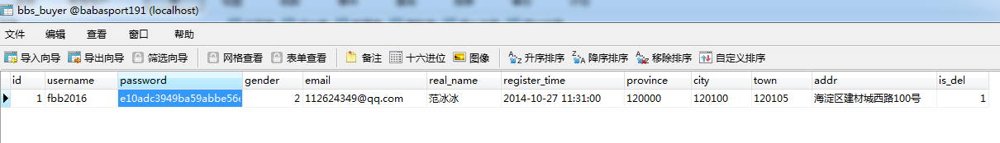 bbs_buyer @babasport191 (localhost)
文件 编辑 查看 窗口 帮助
导入向导 导出向导 筛选向导 网格查看 表单查看 备注 十六进位 图像 升序排序 降序排序 移除排序 自定义排序
id username password gender email real_name register_time province city town addr is_del
1 fbb2016 e10adc3949ba59abbe56e 2 112624349@qq.com 范冰冰 2014-10-27 11:31:00 120000 120100 120105 海淀区建材城西路100号 1